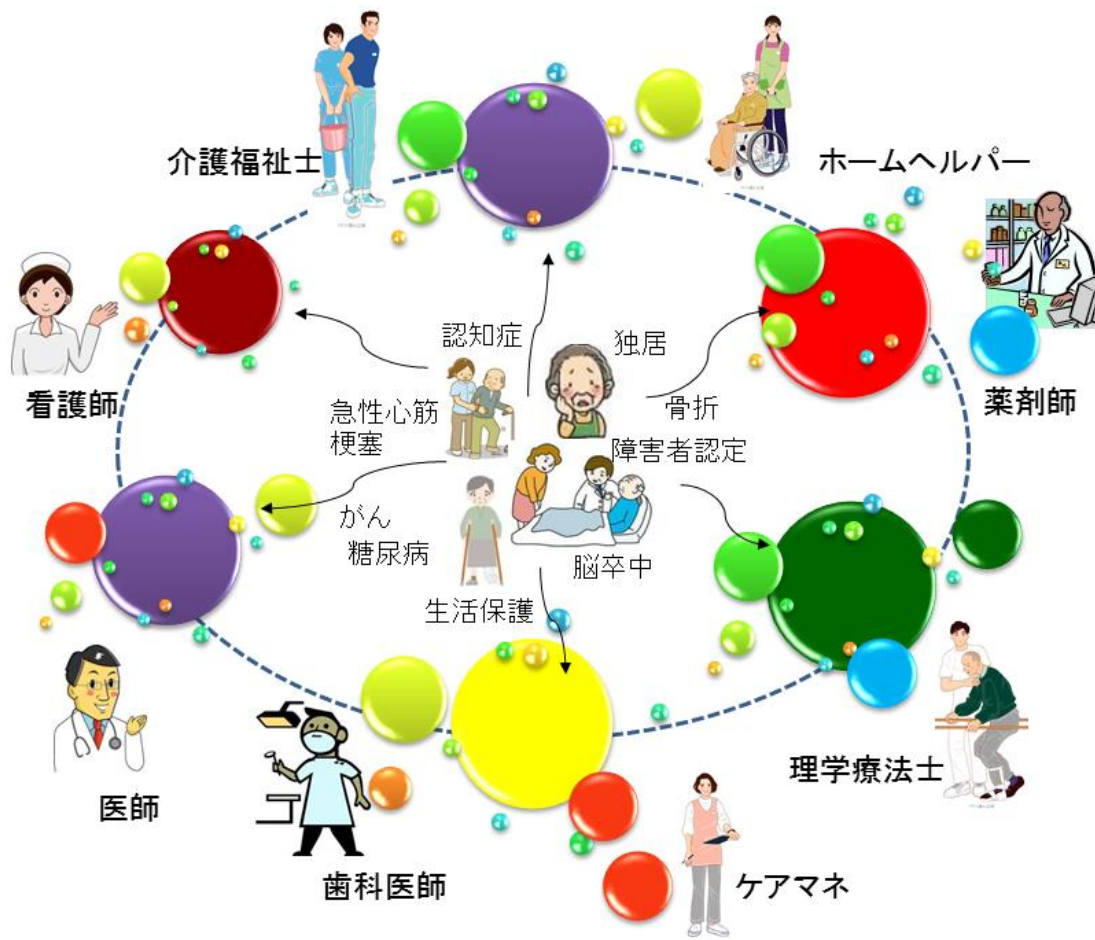 介護福祉士
ホームヘルパー
看護師
薬剤師
認知症
独居
急性心筋
梗塞
骨折
障害者認定
がん
糖尿病
脳卒中
生活保護
医師
歯科医師
理学療法士
ケアマネ